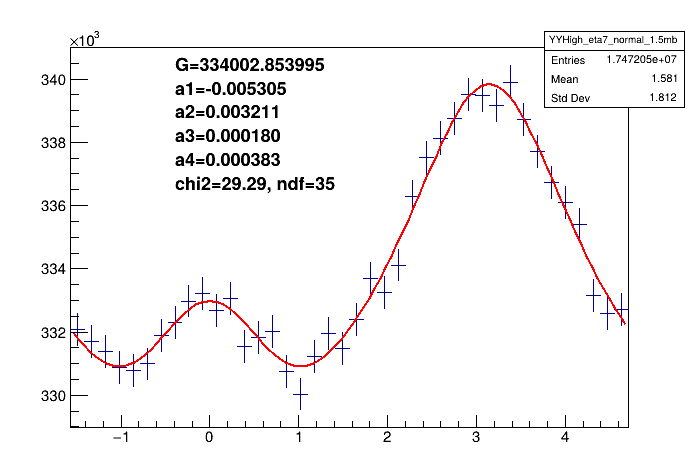 ×10³
YYHigh_eta7_normal_1.5mb
Entries 1.747205e+07
Mean 1.581
Std Dev 1.812
G=334002.853995
a1=-0.005305
a2=0.003211
a3=0.000180
a4=0.000383
chi2=29.29, ndf=35
340
338
336
334
332
330
−1 0 1 2 3 4